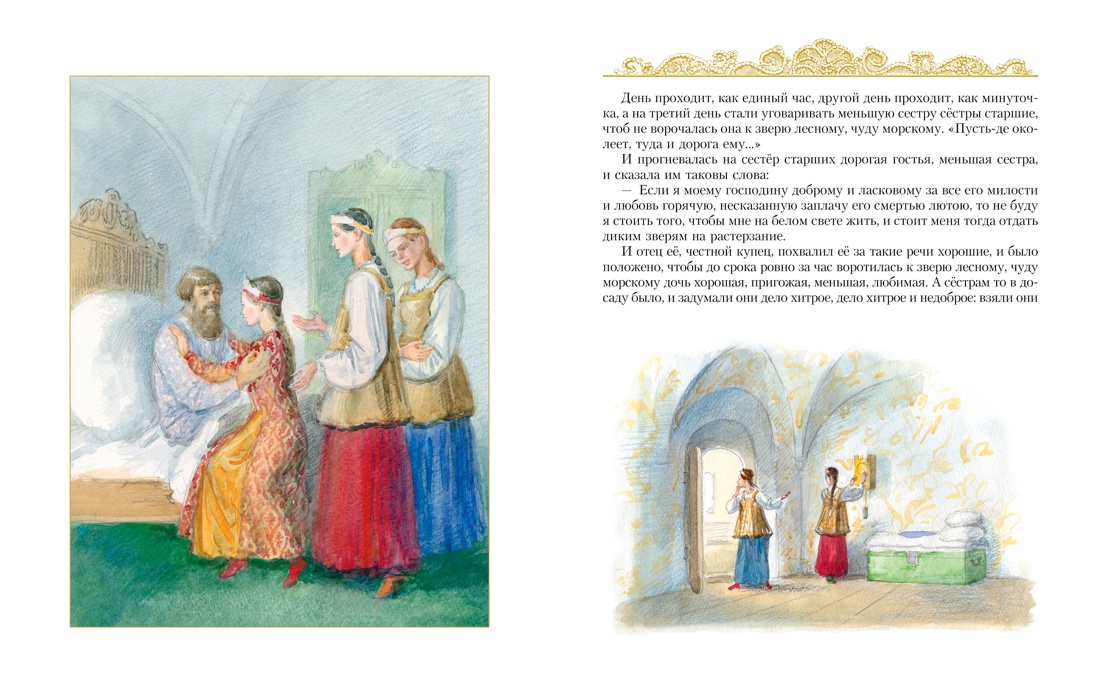 День проходит, как единый час, другой день проходит, как минуточ-
ка, а на третий день стали уговаривать меньшую сестру сёстры старшие,
чтоб не ворочалась она к зверю лесному, чуду морскому. «Пусть-де око-
леет, туда и дорога ему...»
И прогневалась на сестёр старших дорогая гостья, меньшая сестра,
и сказала им таковы слова:
— Если я моему господину доброму и ласковому за все его милости
и любовь горячую, несказанную заплачу его смертью лютою, то не буду
я стоить того, чтобы мне на белом свете жить, и стоит меня тогда отдать
диким зверям на растерзание.
И отец её, честной купец, похвалил её за такие речи хорошие, и было
положено, чтобы до срока ровно за час воротилась к зверю лесному, чуду
морскому дочь хорошая, пригожая, меньшая, любимая. А сёстрам то в до-
саду было, и задумали они дело хитрое, дело хитрое и недоброе: взяли они